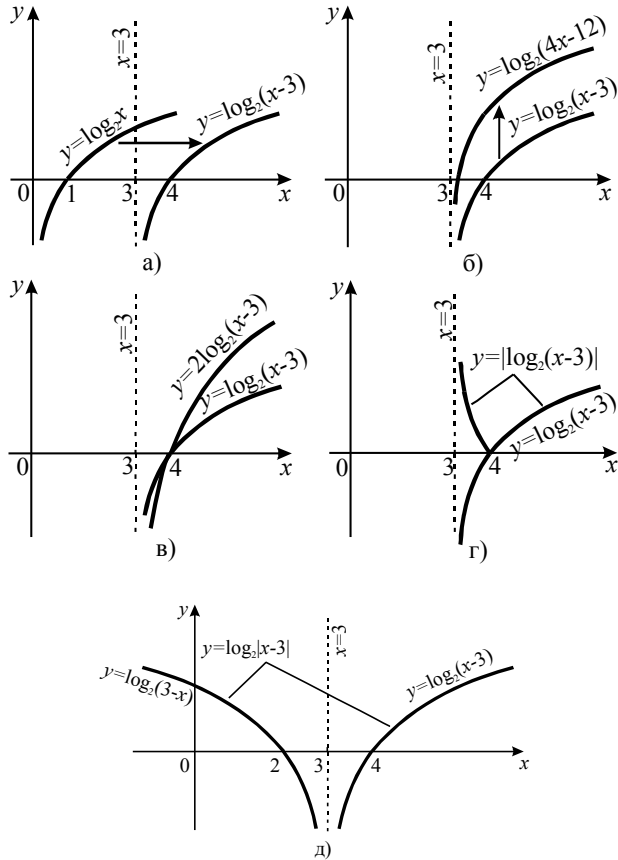 y
x=3
y=log₂x
y=log₂(x-3)
0
1
3
4
x
а)
y
x=3
y=log₂(4x-12)
y=log₂(x-3)
0
3
4
x
б)
y
x=3
y=2log₂(x-3)
y=log₂(x-3)
0
3
4
x
в)
y
x=3
y=|log₂(x-3)|
y=log₂(x-3)
0
3
4
x
г)
y
x=3
y=log₂|x-3|
y=log₂(3-x)
y=log₂(x-3)
0
2
3
4
x
д)